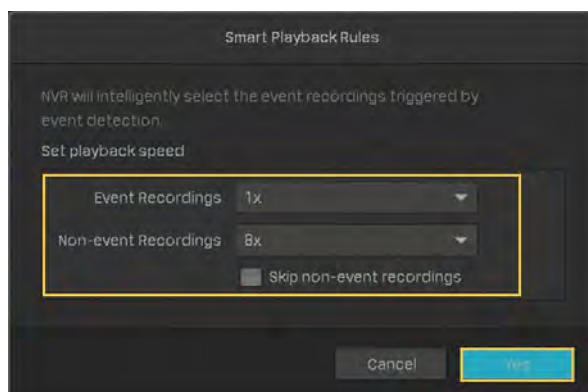 Smart Playback Rules
NVR will intelligently select the event recordings triggered by
event detection.
Set playback speed
Event Recordings 1x
Non-event Recordings 8x
Skip non-event recordings
Cancel Yes